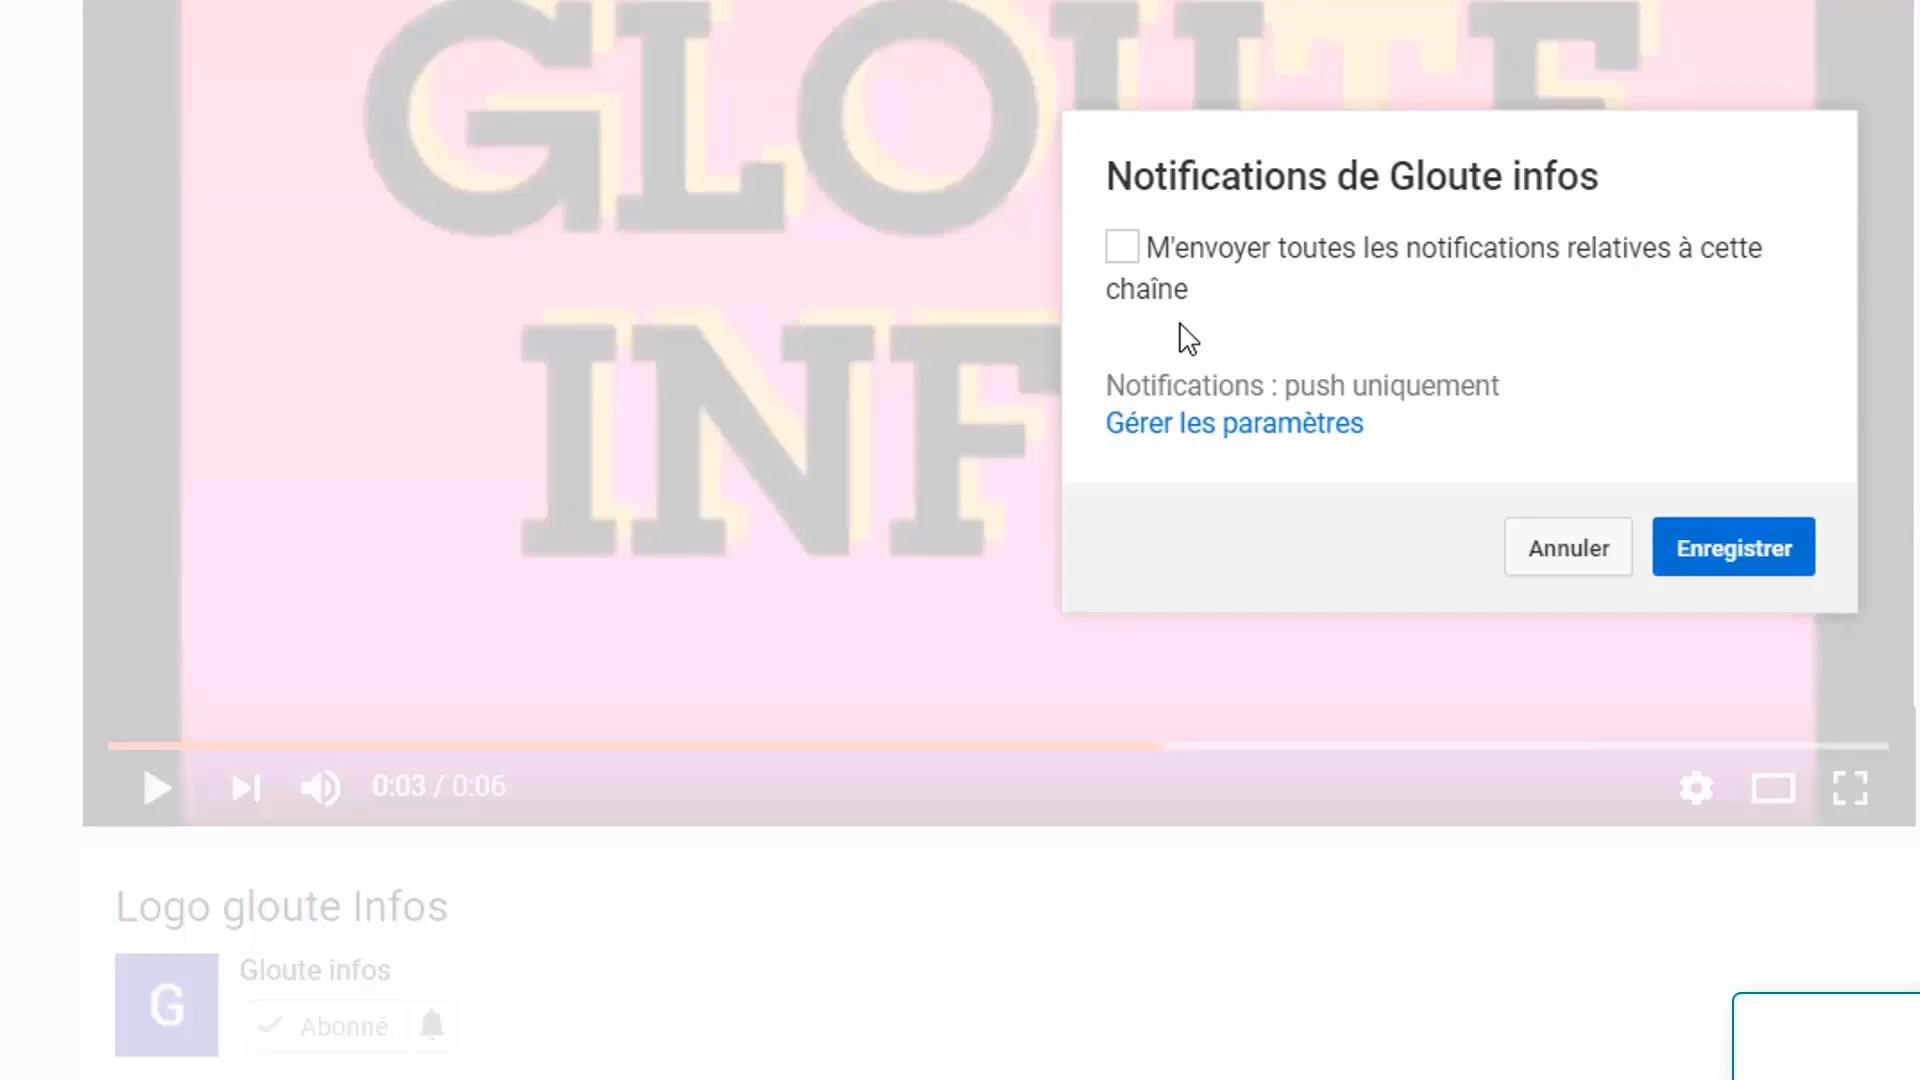 GLOUTE
INF
Notifications de Gloute infos
M'envoyer toutes les notifications relatives à cette
chaîne
Notifications : push uniquement
Gérer les paramètres
Annuler
Enregistrer
0:03 / 0:06
Logo gloute Infos
G
Gloute infos
Abonné